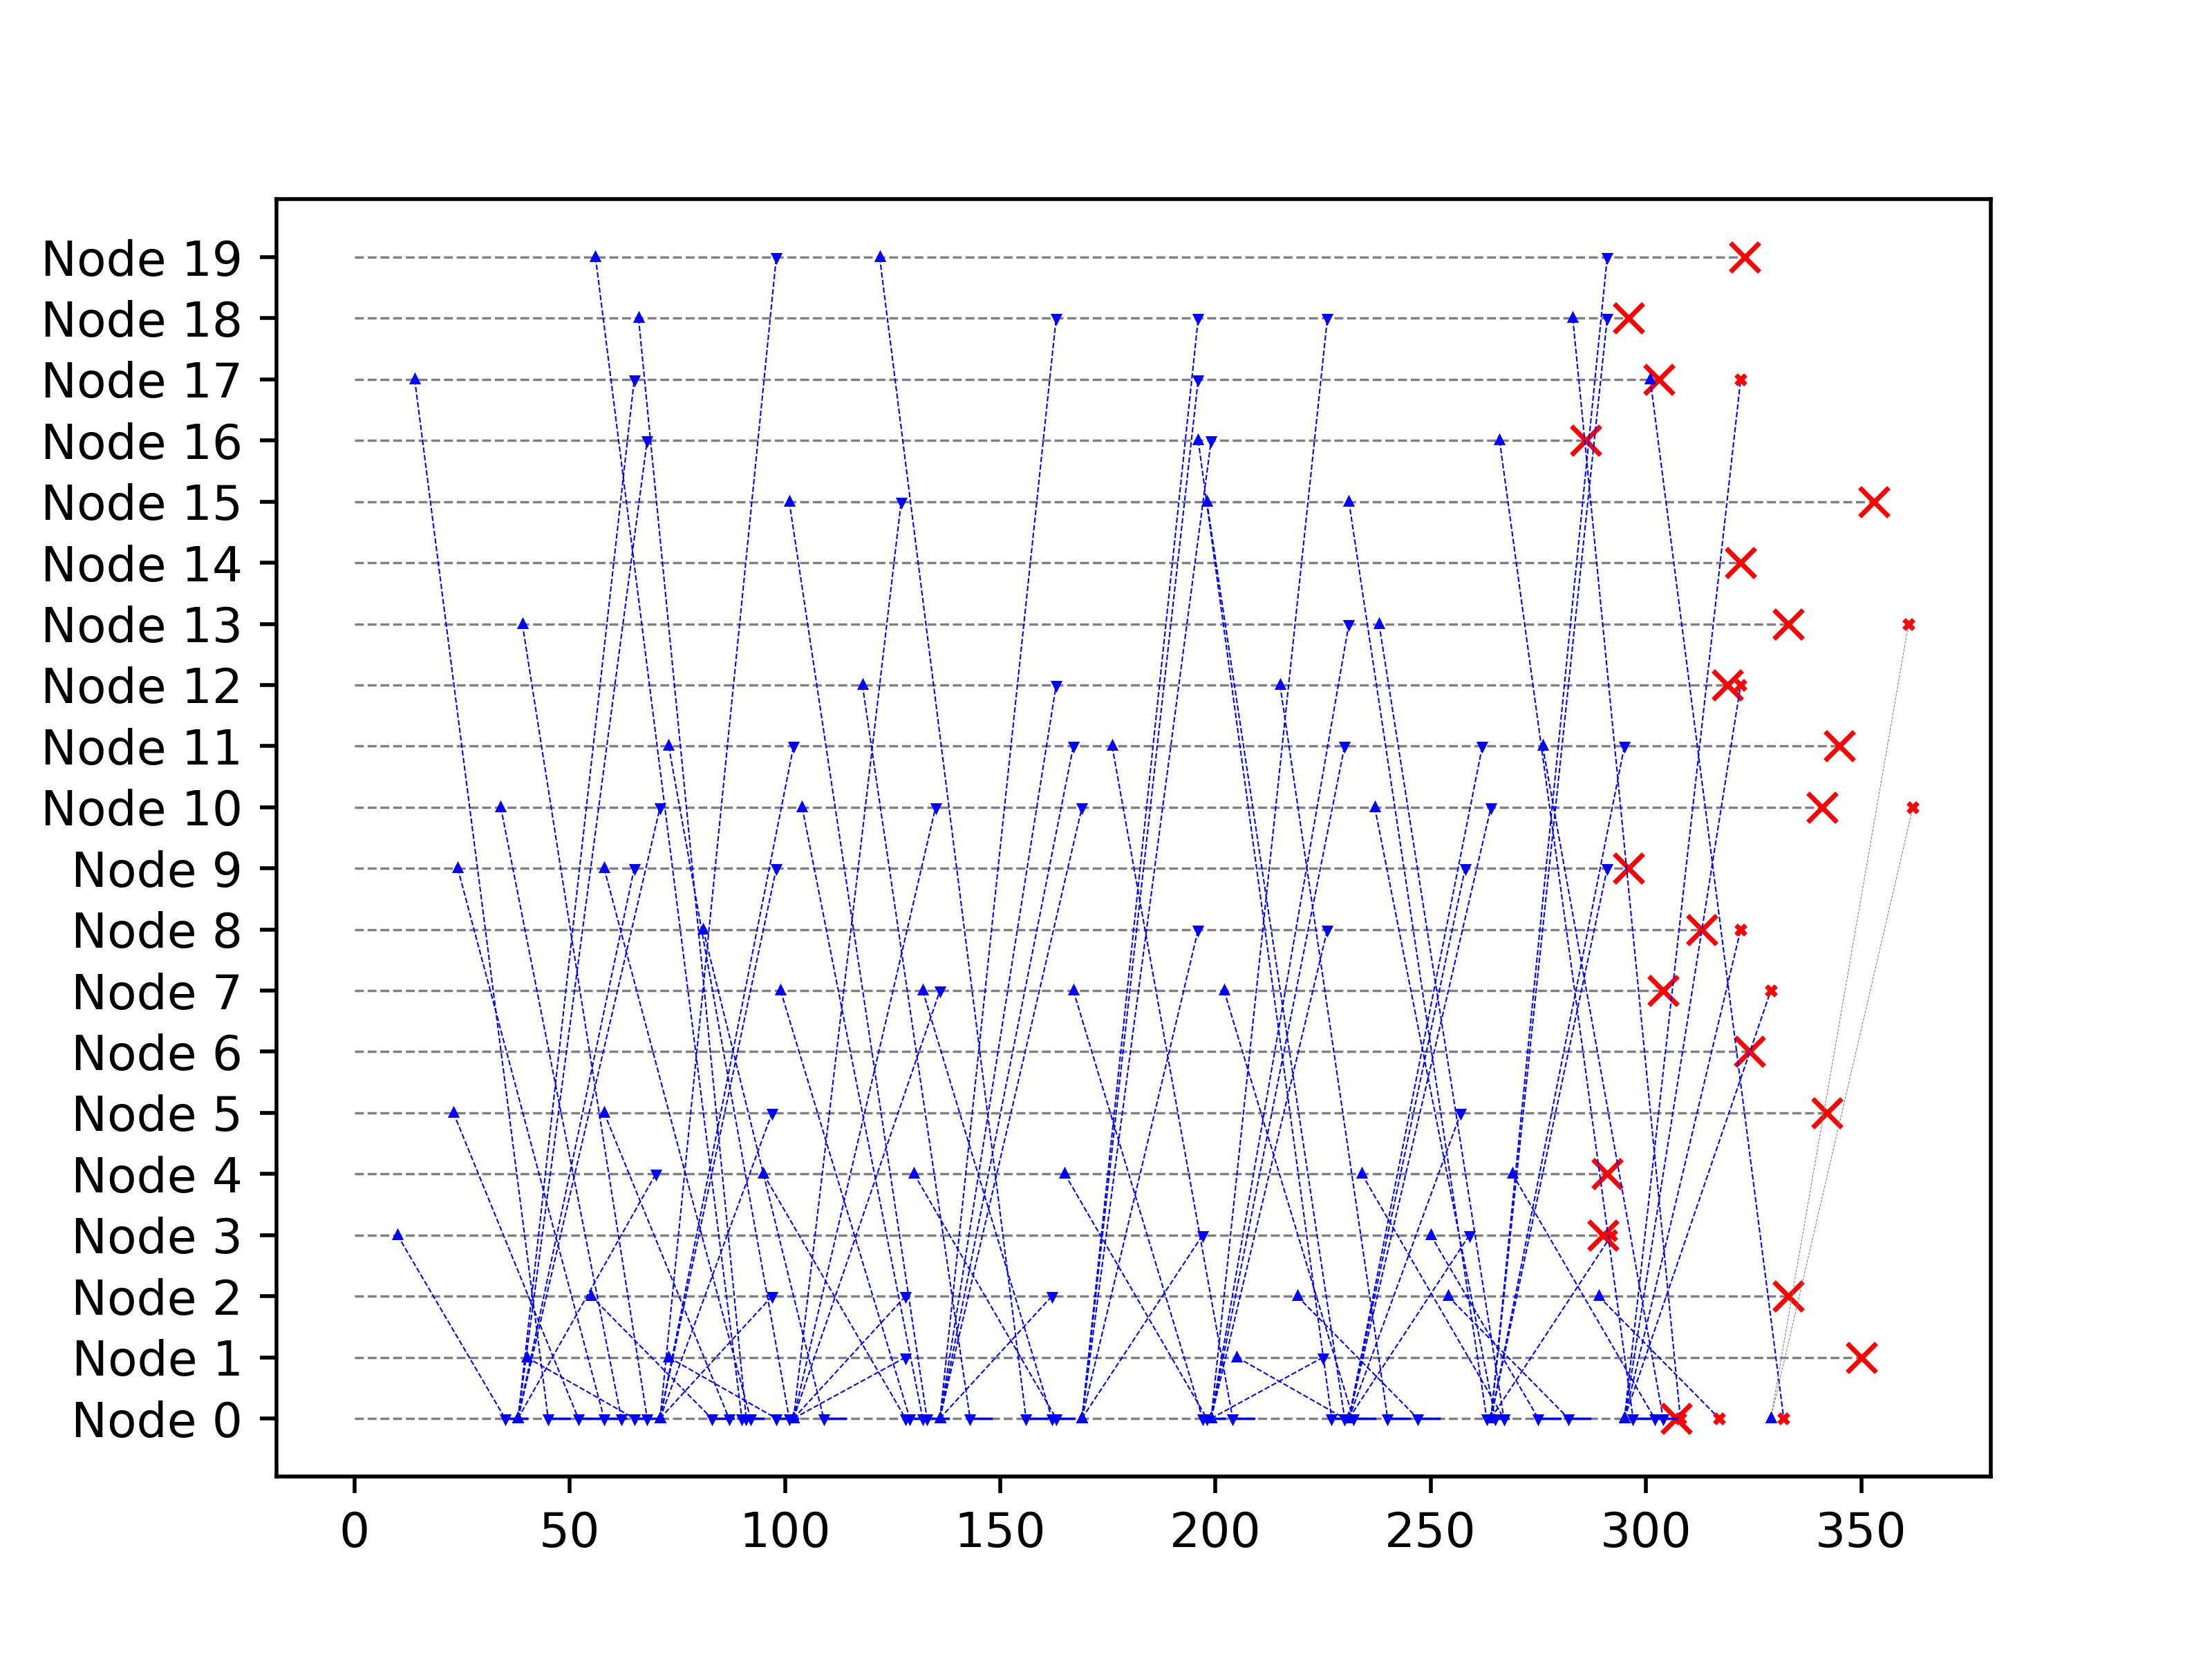 Node 19
Node 18
Node 17
Node 16
Node 15
Node 14
Node 13
Node 12
Node 11
Node 10
Node 9
Node 8
Node 7
Node 6
Node 5
Node 4
Node 3
Node 2
Node 1
Node 0
0 50 100 150 200 250 300 350